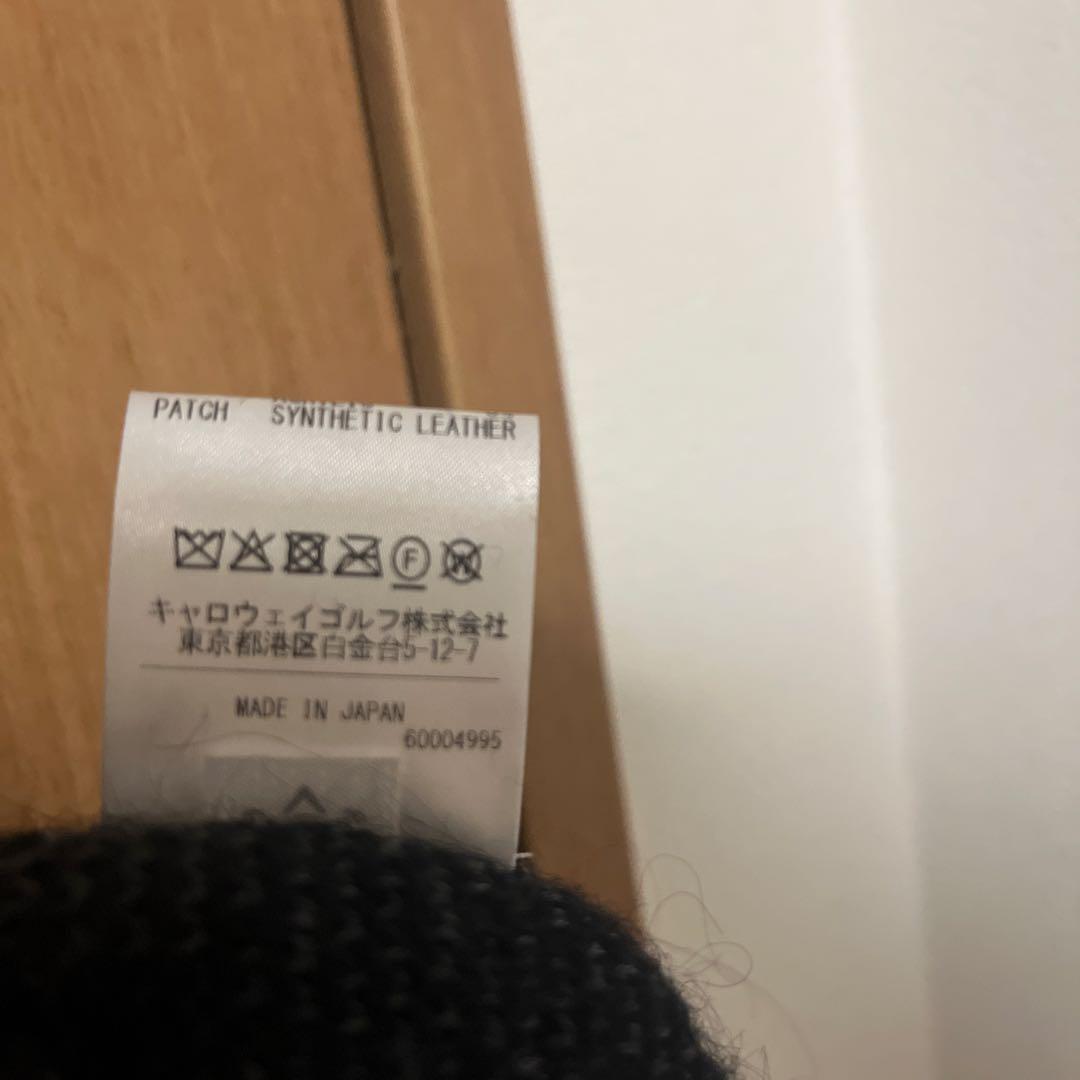 PATCH SYNTHETIC LEATHER
F W
キャロウェイゴルフ株式会社
東京都港区白金台5-12-7
MADE IN JAPAN
60004995